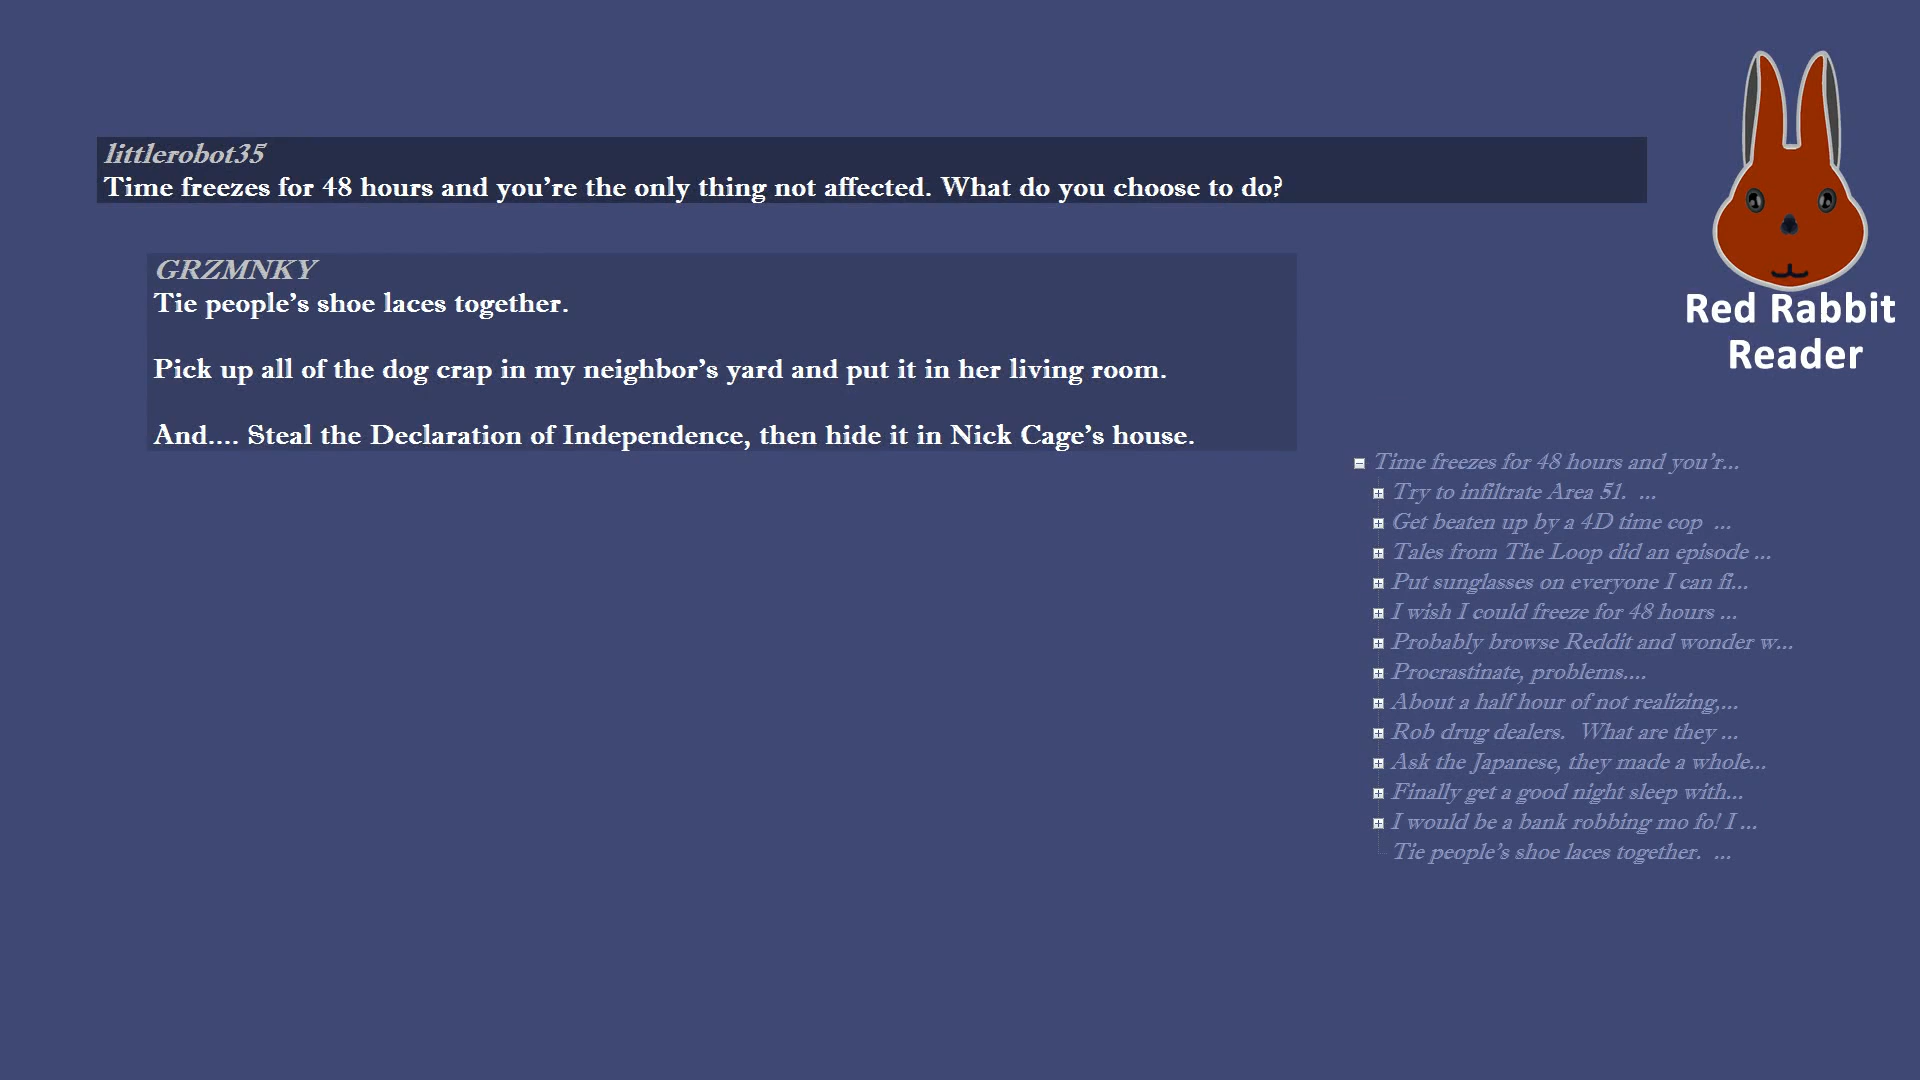 littlerobot35
Time freezes for 48 hours and you're the only thing not affected. What do you choose to do?
GRZMNKY
Tie people's shoe laces together.
Pick up all of the dog crap in my neighbor's yard and put it in her living room.
And.... Steal the Declaration of Independence, then hide it in Nick Cage's house.
Red Rabbit
Reader
Time freezes for 48 hours and you'r...
Try to infiltrate Area 51.  ...
Get beaten up by a 4D time cop  ...
Tales from The Loop did an episode ...
Put sunglasses on everyone I can fi...
I wish I could freeze for 48 hours ...
Probably browse Reddit and wonder w...
Procrastinate, problems....
About a half hour of not realizing,...
Rob drug dealers.  What are they ...
Ask the Japanese, they made a whole...
Finally get a good night sleep with...
I would be a bank robbing mo fo! I ...
Tie people's shoe laces together.  ...